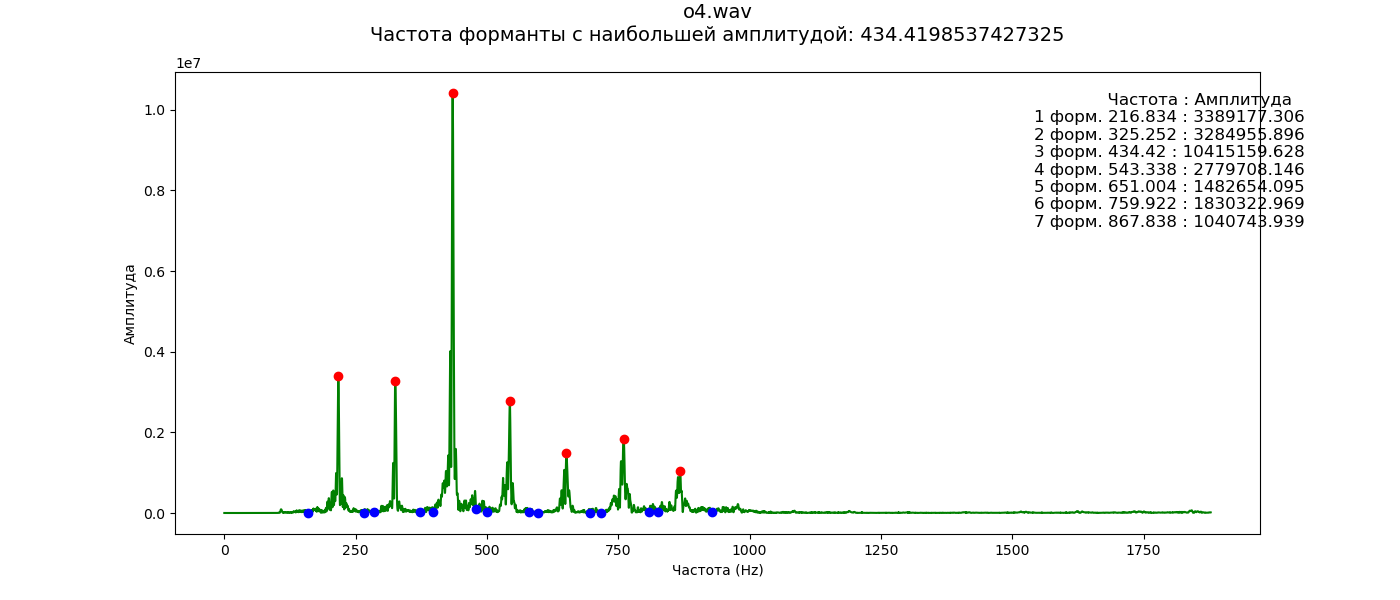 o4.wav
Частота форманты с наибольшей амплитудой: 434.4198537427325
1e7
Частота : Амплитуда
1 форм. 216.834 : 3389177.306
2 форм. 325.252 : 3284955.896
3 форм. 434.42 : 10415159.628
4 форм. 543.338 : 2779708.146
5 форм. 651.004 : 1482654.095
6 форм. 759.922 : 1830322.969
7 форм. 867.838 : 1040743.939
1.0
0.8
0.6
0.4
0.2
0.0
Амплитуда
0 250 500 750 1000 1250 1500 1750
Частота (Hz)